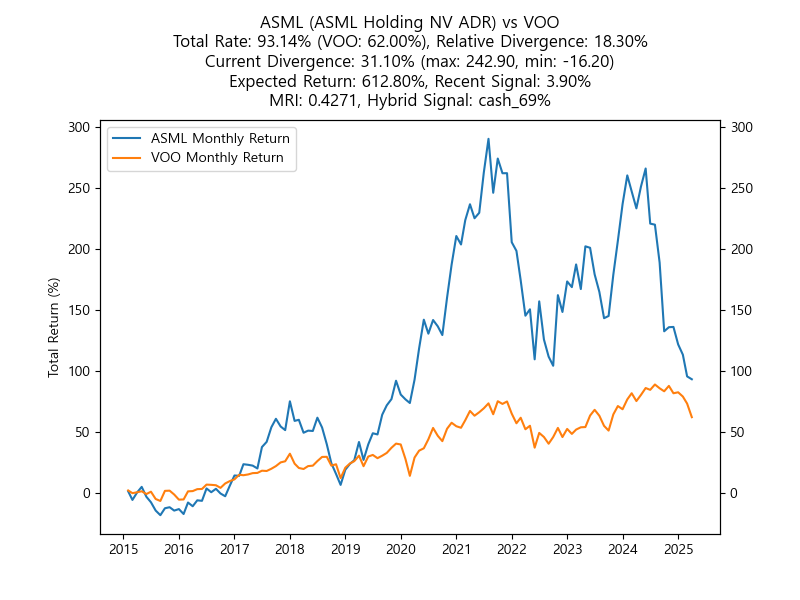 ASML (ASML Holding NV ADR) vs VOO
Total Rate: 93.14% (VOO: 62.00%), Relative Divergence: 18.30%
Current Divergence: 31.10% (max: 242.90, min: -16.20)
Expected Return: 612.80%, Recent Signal: 3.90%
MRI: 0.4271, Hybrid Signal: cash_69%
ASML Monthly Return
VOO Monthly Return
Total Return (%)
300
250
200
150
100
50
0
300
250
200
150
100
50
0
2015 2016 2017 2018 2019 2020 2021 2022 2023 2024 2025